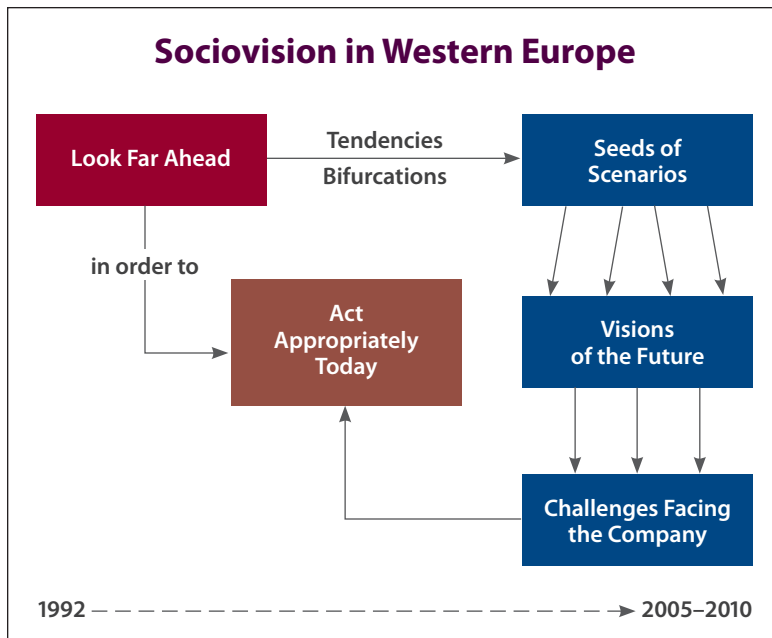 Sociovision in Western Europe
Look Far Ahead
Tendencies
Bifurcations
Seeds of
Scenarios
in order to
Act
Appropriately
Today
Visions
of the Future
Challenges Facing
the Company
1992
2005–2010